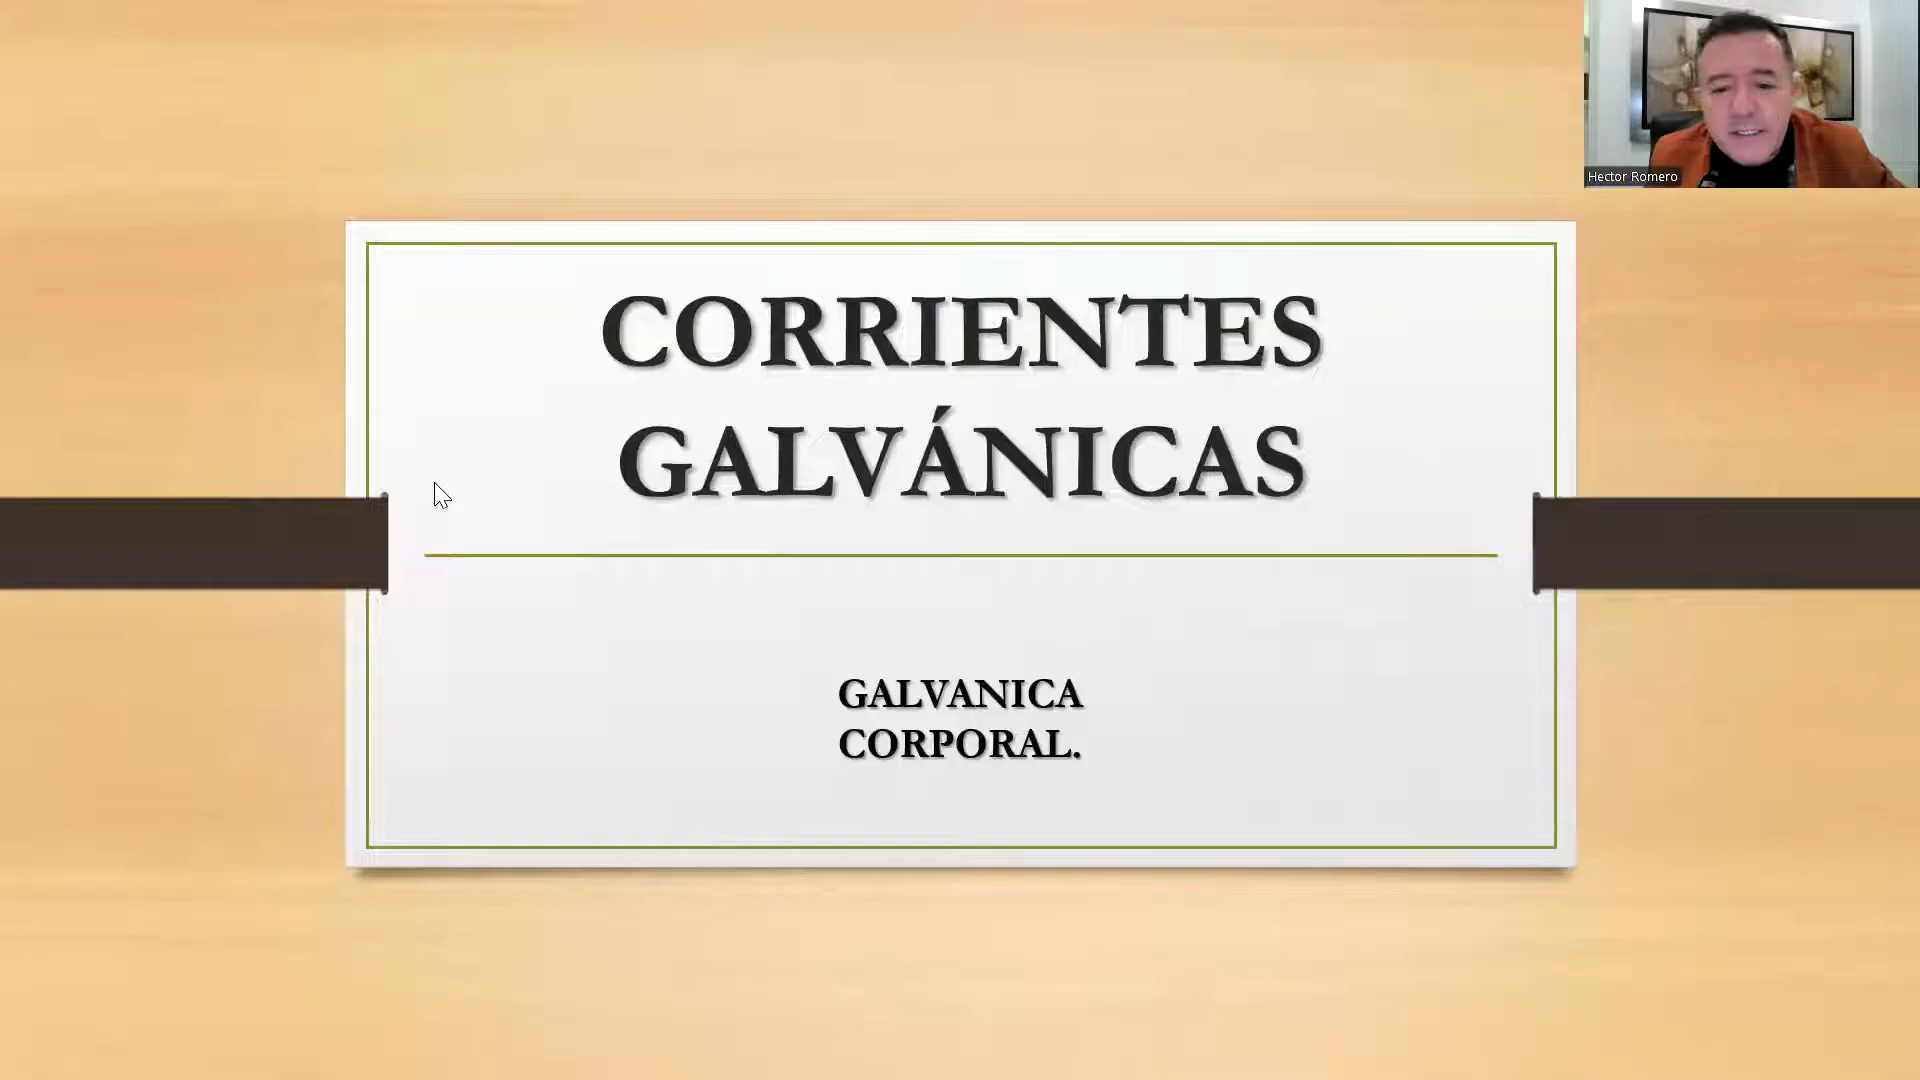 Hector Romero
CORRIENTES
GALVÁNICAS
GALVANICA
CORPORAL.